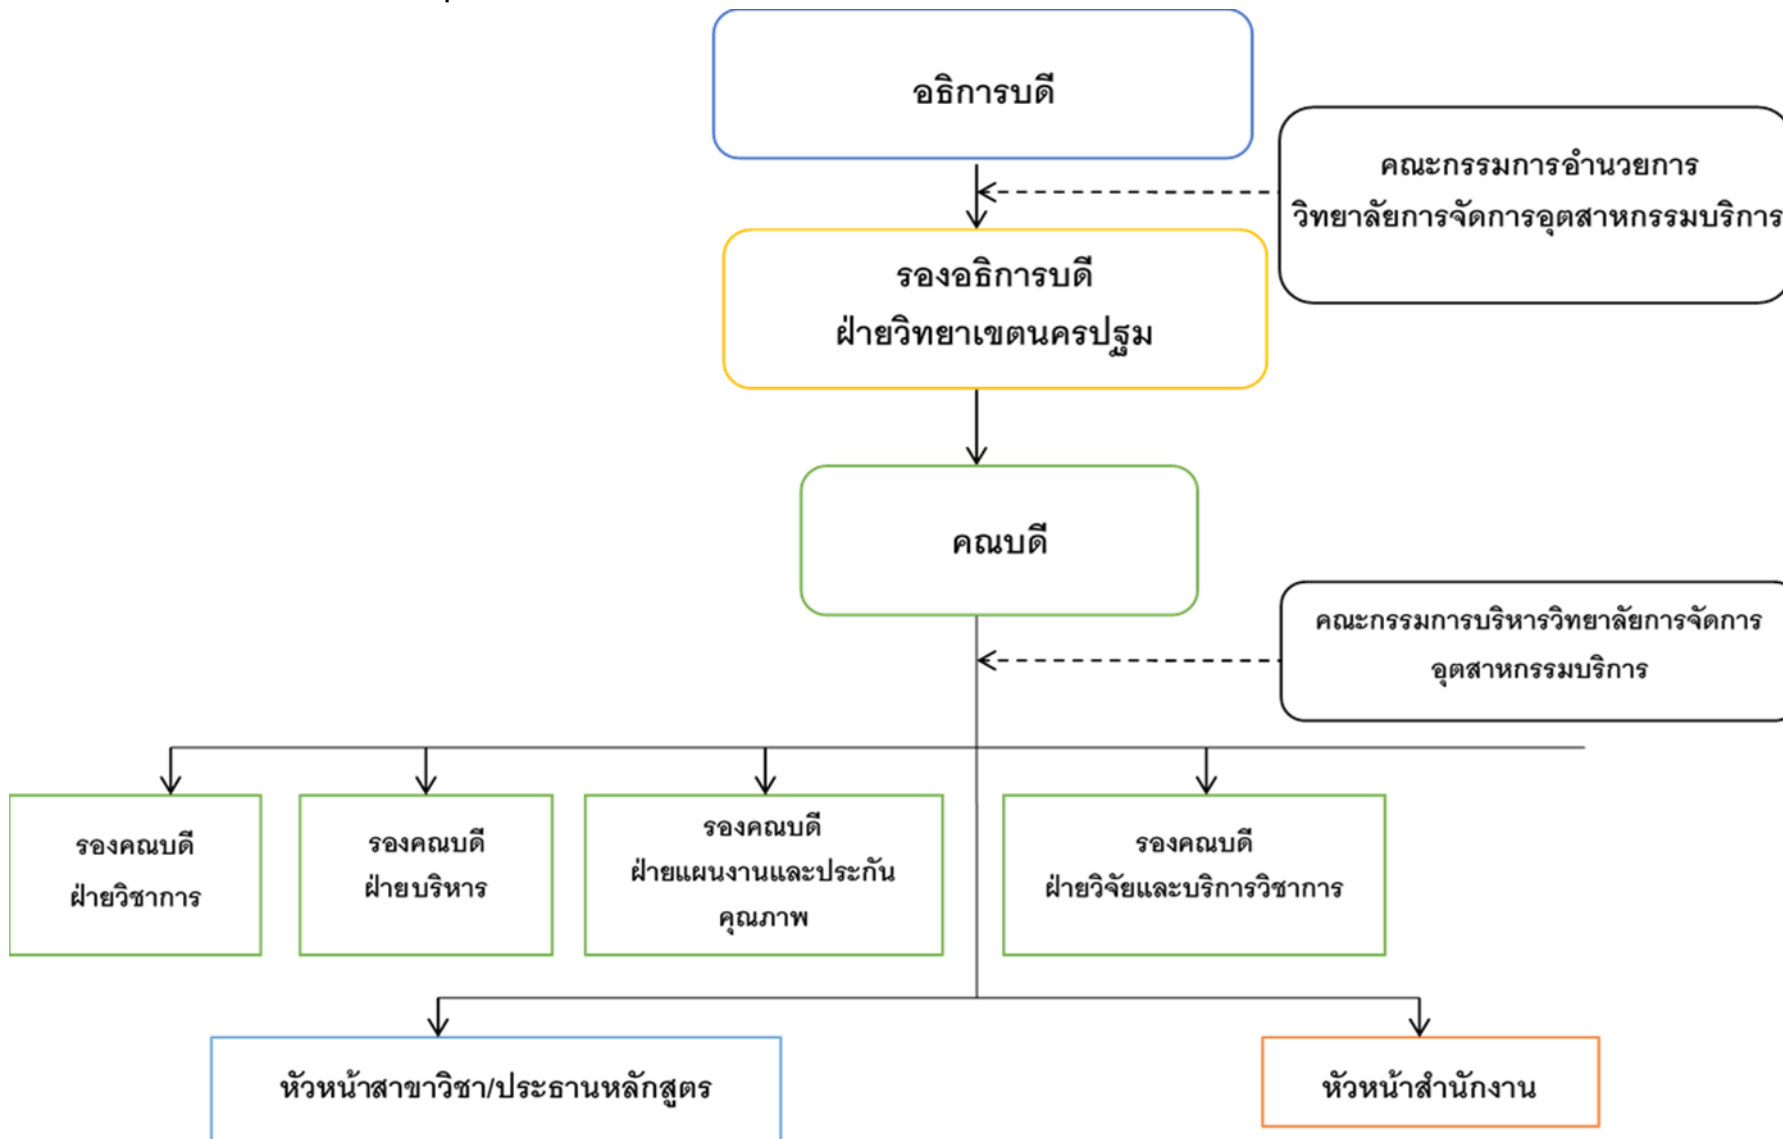 อธิการบดี
คณะกรรมการอำนวยการ
วิทยาลัยการจัดการอุตสาหกรรมบริการ
รองอธิการบดี
ฝ่ายวิทยาเขตนครปฐม
คณบดี
คณะกรรมการบริหารวิทยาลัยการจัดการ
อุตสาหกรรมบริการ
รองคณบดี
ฝ่ายวิชาการ
รองคณบดี
ฝ่ายบริหาร
รองคณบดี
ฝ่ายแผนงานและประกัน
คุณภาพ
รองคณบดี
ฝ่ายวิจัยและบริการวิชาการ
หัวหน้าสาขาวิชา/ประธานหลักสูตร
หัวหน้าสำนักงาน